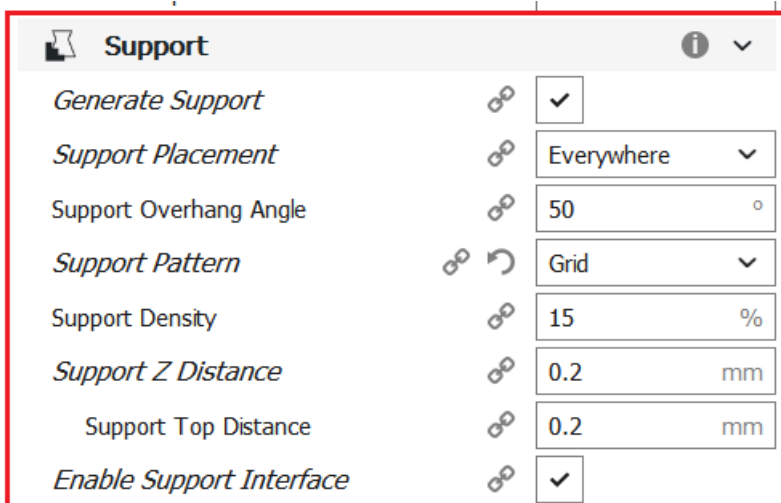 Support
Generate Support
Support Placement Everywhere
Support Overhang Angle 50 °
Support Pattern Grid
Support Density 15 %
Support Z Distance 0.2 mm
Support Top Distance 0.2 mm
Enable Support Interface